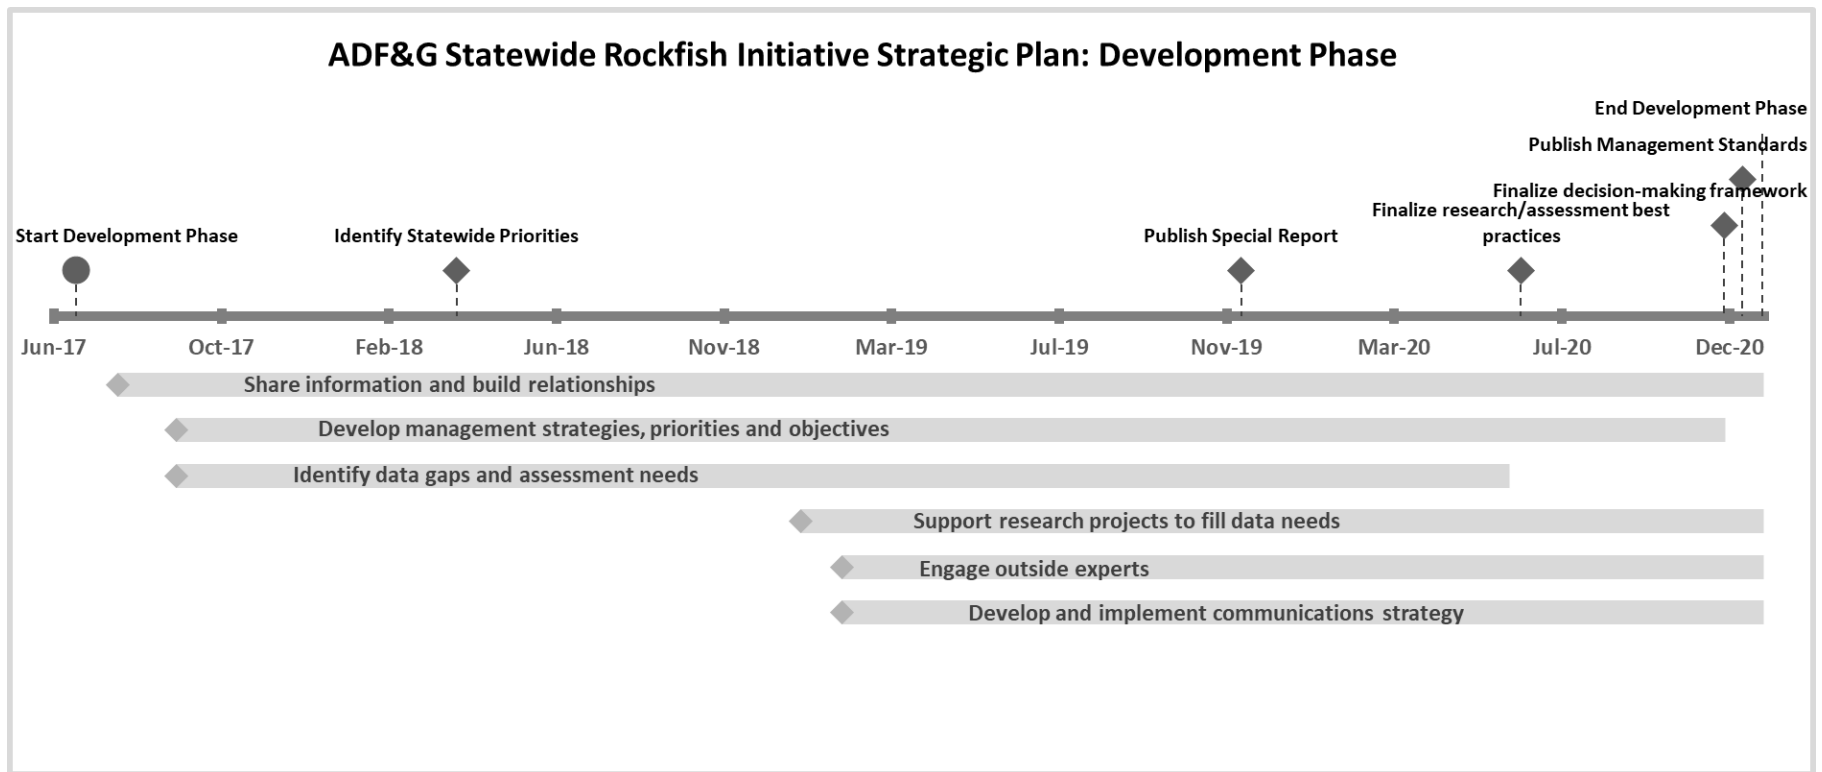 ADF&G Statewide Rockfish Initiative Strategic Plan: Development Phase
End Development Phase
Publish Management Standards
Finalize decision-making framework
Finalize research/assessment best
practices
Start Development Phase
Identify Statewide Priorities
Publish Special Report
Jun-17
Oct-17
Feb-18
Jun-18
Nov-18
Mar-19
Jul-19
Nov-19
Mar-20
Jul-20
Dec-20
Share information and build relationships
Develop management strategies, priorities and objectives
Identify data gaps and assessment needs
Support research projects to fill data needs
Engage outside experts
Develop and implement communications strategy